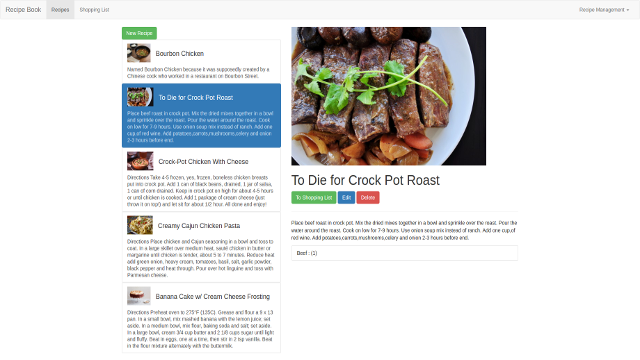 Recipe Book Recipes Shopping List Recipe Management
New Recipe
Bourbon Chicken
Named Bourbon Chicken because it was supposedly created by a
Chinese cook who worked in a restaurant on Bourbon Street.
To Die for Crock Pot Roast
Place beef roast in crock pot. Mix the dried mixes together in a bowl
and sprinkle over the roast. Pour the water around the roast. Cook
on low for 7-9 hours. Use onion soup mix instead of ranch. Add one
cup of red wine. Add potatoes,carrots,mushrooms,celery and onion
2-3 hours before end.
Crock-Pot Chicken With Cheese
Directions Take 4-5 frozen, yes, frozen, boneless chicken breasts
put into crock pot. Add 1 can of black beans, drained, 1 jar of salsa,
1 can of corn drained. Keep in crock pot on high for about 4-5 hours
or until chicken is cooked. Add 1 package of cream cheese (just
throw it on top!) and let sit for about 1/2 hour. All done and enjoy!
Creamy Cajun Chicken Pasta
Directions Place chicken and Cajun seasoning in a bowl and toss to
coat. In a large skillet over medium heat, sauté chicken in butter or
margarine until chicken is tender, about 5 to 7 minutes. Reduce heat
add green onion, heavy cream, tomatoes, basil, salt, garlic powder,
black pepper and heat through. Pour over hot linguine and toss with
Parmesan cheese.
Banana Cake w/ Cream Cheese Frosting
Directions Preheat oven to 275°F (135C). Grease and flour a 9 x 13
pan. In a small bowl, mix mashed banana with the lemon juice, set
aside. In a medium bowl, mix flour, baking soda and salt; set aside.
In a large bowl, cream 3/4 cup butter and 2 1/8 cups sugar until light
and fluffy. Beat in eggs, one at a time, then stir in 2 tsp vanilla. Beat
in the flour mixture alternately with the buttermilk.
To Die for Crock Pot Roast
To Shopping List Edit Delete
Place beef roast in crock pot. Mix the dried mixes together in a bowl and sprinkle over the roast. Pour the
water around the roast. Cook on low for 7-9 hours. Use onion soup mix instead of ranch. Add one cup of
red wine. Add potatoes,carrots,mushrooms,celery and onion 2-3 hours before end.
Beef : (1)